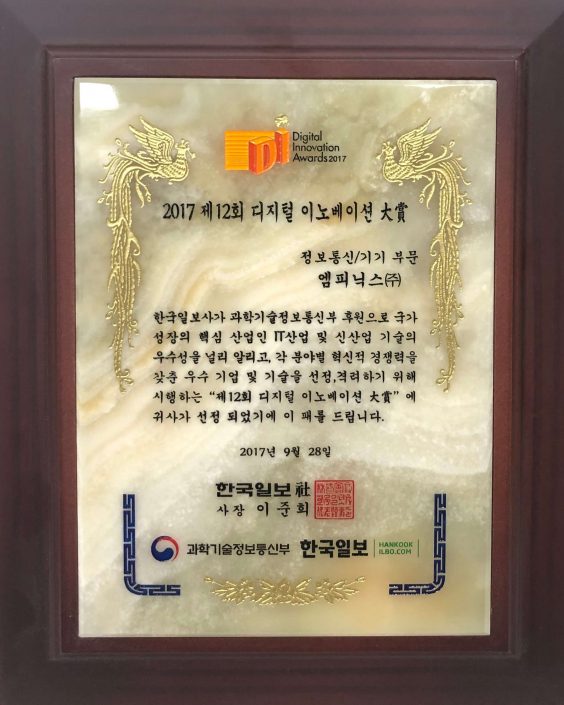 Di
Digital
Innovation
Awards 2017
2017 제12회 디지털 이노베이션 大賞
정보통신/기기 부문
엠피닉스㈜
한국일보사가 과학기술정보통신부 후원으로 국가
성장의 핵심 산업인 IT산업 및 신산업 기술의
우수성을 널리 알리고, 각 분야별 혁신적 경쟁력을
갖춘 우수 기업 및 기술을 선정,격려하기 위해
시행하는 “제12회 디지털 이노베이션 大賞” 에
귀사가 선정 되었기에 이 패를 드립니다.
2017년 9월 28일
한국일보社
사장 이준희
과학기술정보통신부 한국일보 HANKOOK
ILBO.COM